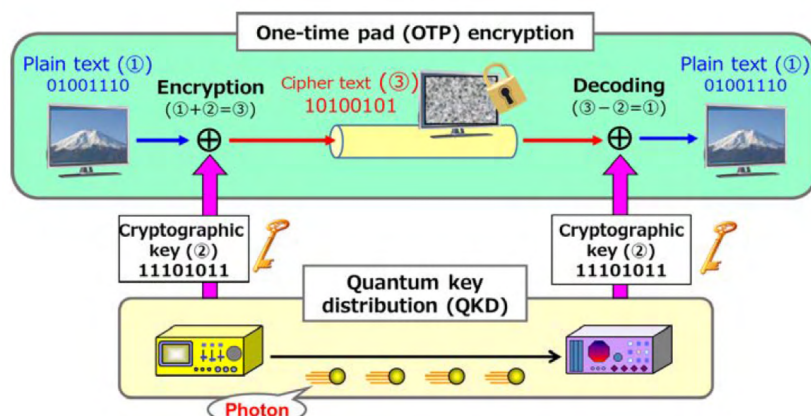 One-time pad (OTP) encryption
Plain text (①)
01001110
Encryption
(①+②=③)
Cipher text (③)
10100101
Decoding
(③−②=①)
Plain text (①)
01001110
Cryptographic
key (②)
11101011
Cryptographic
key (②)
11101011
Quantum key
distribution (QKD)
Photon